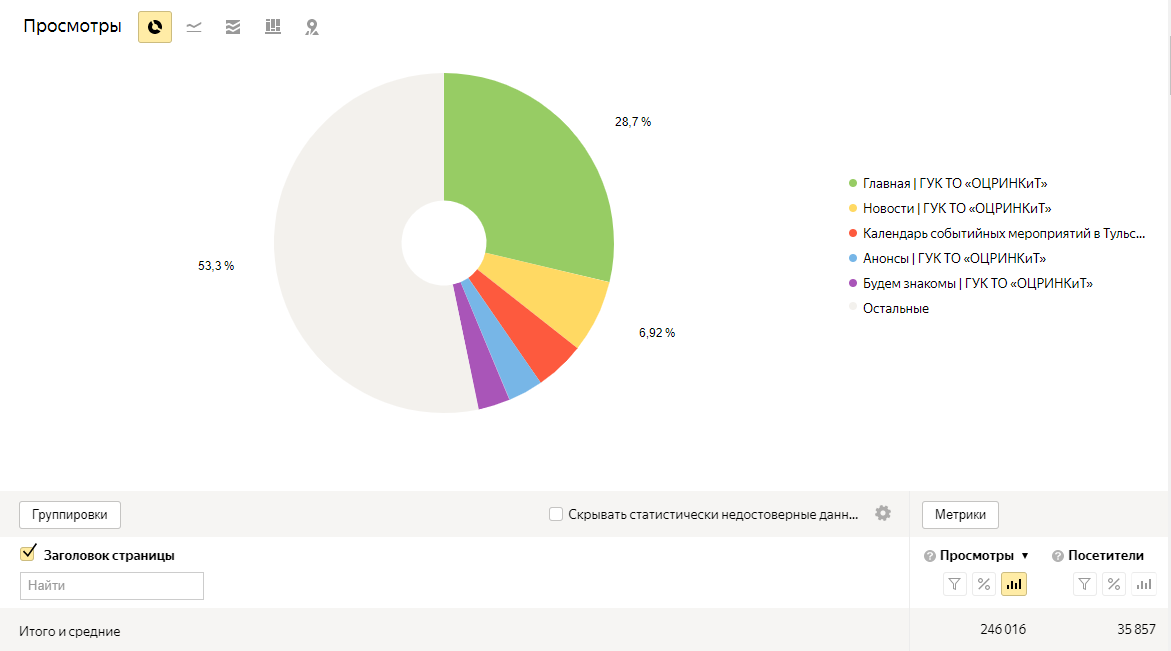 Просмотры
28,7 %
53,3 %
6,92 %
Главная | ГУК ТО «ОЦРИНКиТ»
Новости | ГУК ТО «ОЦРИНКиТ»
Календарь событийных мероприятий в Тульс...
Анонсы | ГУК ТО «ОЦРИНКиТ»
Будем знакомы | ГУК ТО «ОЦРИНКиТ»
Остальные
Группировки
Скрывать статистически недостоверные данн...
Метрики
Заголовок страницы
? Просмотры ▼
? Посетители
Найти
%
%
Итого и средние
246 016
35 857